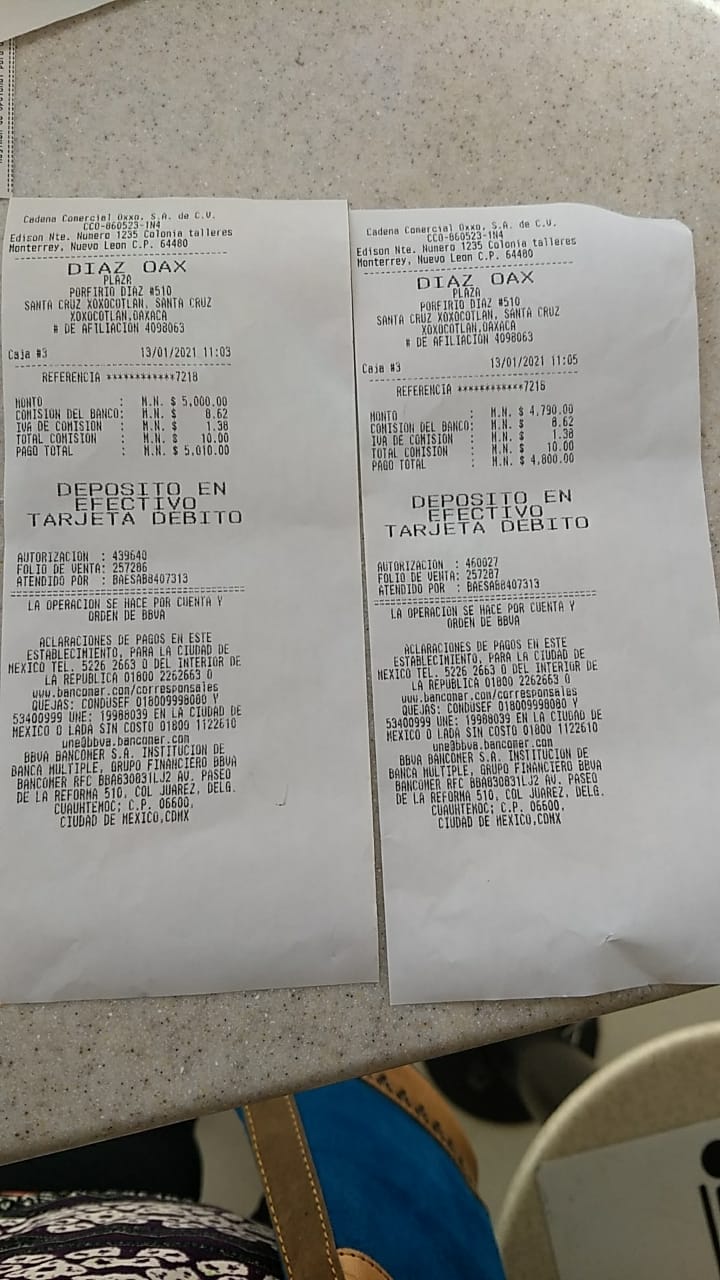 Cadena Comercial Oxxo, S.A. de C.V.
CCO-860523-1N4
Edison Nte. Numero 1235 Colonia talleres
Monterrey, Nuevo Leon C.P. 64480
DIAZ OAX
PLAZA
PORFIRIO DIAZ #510
SANTA CRUZ XOXOCOTLAN, SANTA CRUZ
XOXOCOTLAN,OAXACA
# DE AFILIACION 4098063
Caja #3 13/01/2021 11:03
REFERENCIA ************7218
MONTO : M.N. $ 5,000.00
COMISION DEL BANCO: M.N. $ 8.62
IVA DE COMISION : M.N. $ 1.38
TOTAL COMISION : M.N. $ 10.00
PAGO TOTAL : M.N. $ 5,010.00
DEPOSITO EN
EFECTIVO
TARJETA DEBITO
AUTORIZACION : 439640
FOLIO DE VENTA: 257286
ATENDIDO POR : BAESAB8407313
LA OPERACION SE HACE POR CUENTA Y
ORDEN DE BBVA
ACLARACIONES DE PAGOS EN ESTE
ESTABLECIMIENTO, PARA LA CIUDAD DE
MEXICO TEL. 5226 2663 O DEL INTERIOR DE
LA REPUBLICA 01800 2262663 O
www.bancomer.com/corresponsales
QUEJAS: CONDUSEF 018009998080 Y
53400999 UNE: 19988039 EN LA CIUDAD DE
MEXICO O LADA SIN COSTO 01800 1122610
une@bbva.bancomer.com
BBVA BANCOMER S.A. INSTITUCION DE
BANCA MULTIPLE, GRUPO FINANCIERO BBVA
BANCOMER RFC BBA830831LJ2 AV. PASEO
DE LA REFORMA 510, COL JUAREZ, DELG.
CUAUHTEMOC; C.P. 06600,
CIUDAD DE MEXICO,CDMX
Cadena Comercial Oxxo, S.A. de C.V.
CCO-860523-1N4
Edison Nte. Numero 1235 Colonia talleres
Monterrey, Nuevo Leon C.P. 64480
DIAZ OAX
PLAZA
PORFIRIO DIAZ #510
SANTA CRUZ XOXOCOTLAN, SANTA CRUZ
XOXOCOTLAN,OAXACA
# DE AFILIACION 4098063
Caja #3 13/01/2021 11:05
REFERENCIA ************7216
MONTO : M.N. $ 4,790.00
COMISION DEL BANCO: M.N. $ 8.62
IVA DE COMISION : M.N. $ 1.38
TOTAL COMISION : M.N. $ 10.00
PAGO TOTAL : M.N. $ 4,800.00
DEPOSITO EN
EFECTIVO
TARJETA DEBITO
AUTORIZACION : 460027
FOLIO DE VENTA: 257287
ATENDIDO POR : BAESAB8407313
LA OPERACION SE HACE POR CUENTA Y
ORDEN DE BBVA
ACLARACIONES DE PAGOS EN ESTE
ESTABLECIMIENTO, PARA LA CIUDAD DE
MEXICO TEL. 5226 2663 O DEL INTERIOR DE
LA REPUBLICA 01800 2262663 O
www.bancomer.com/corresponsales
QUEJAS: CONDUSEF 018009998080 Y
53400999 UNE: 19988039 EN LA CIUDAD DE
MEXICO O LADA SIN COSTO 01800 1122610
une@bbva.bancomer.com
BBVA BANCOMER S.A. INSTITUCION DE
BANCA MULTIPLE, GRUPO FINANCIERO BBVA
BANCOMER RFC BBA830831LJ2 AV. PASEO
DE LA REFORMA 510, COL JUAREZ, DELG.
CUAUHTEMOC; C.P. 06600,
CIUDAD DE MEXICO,CDMX